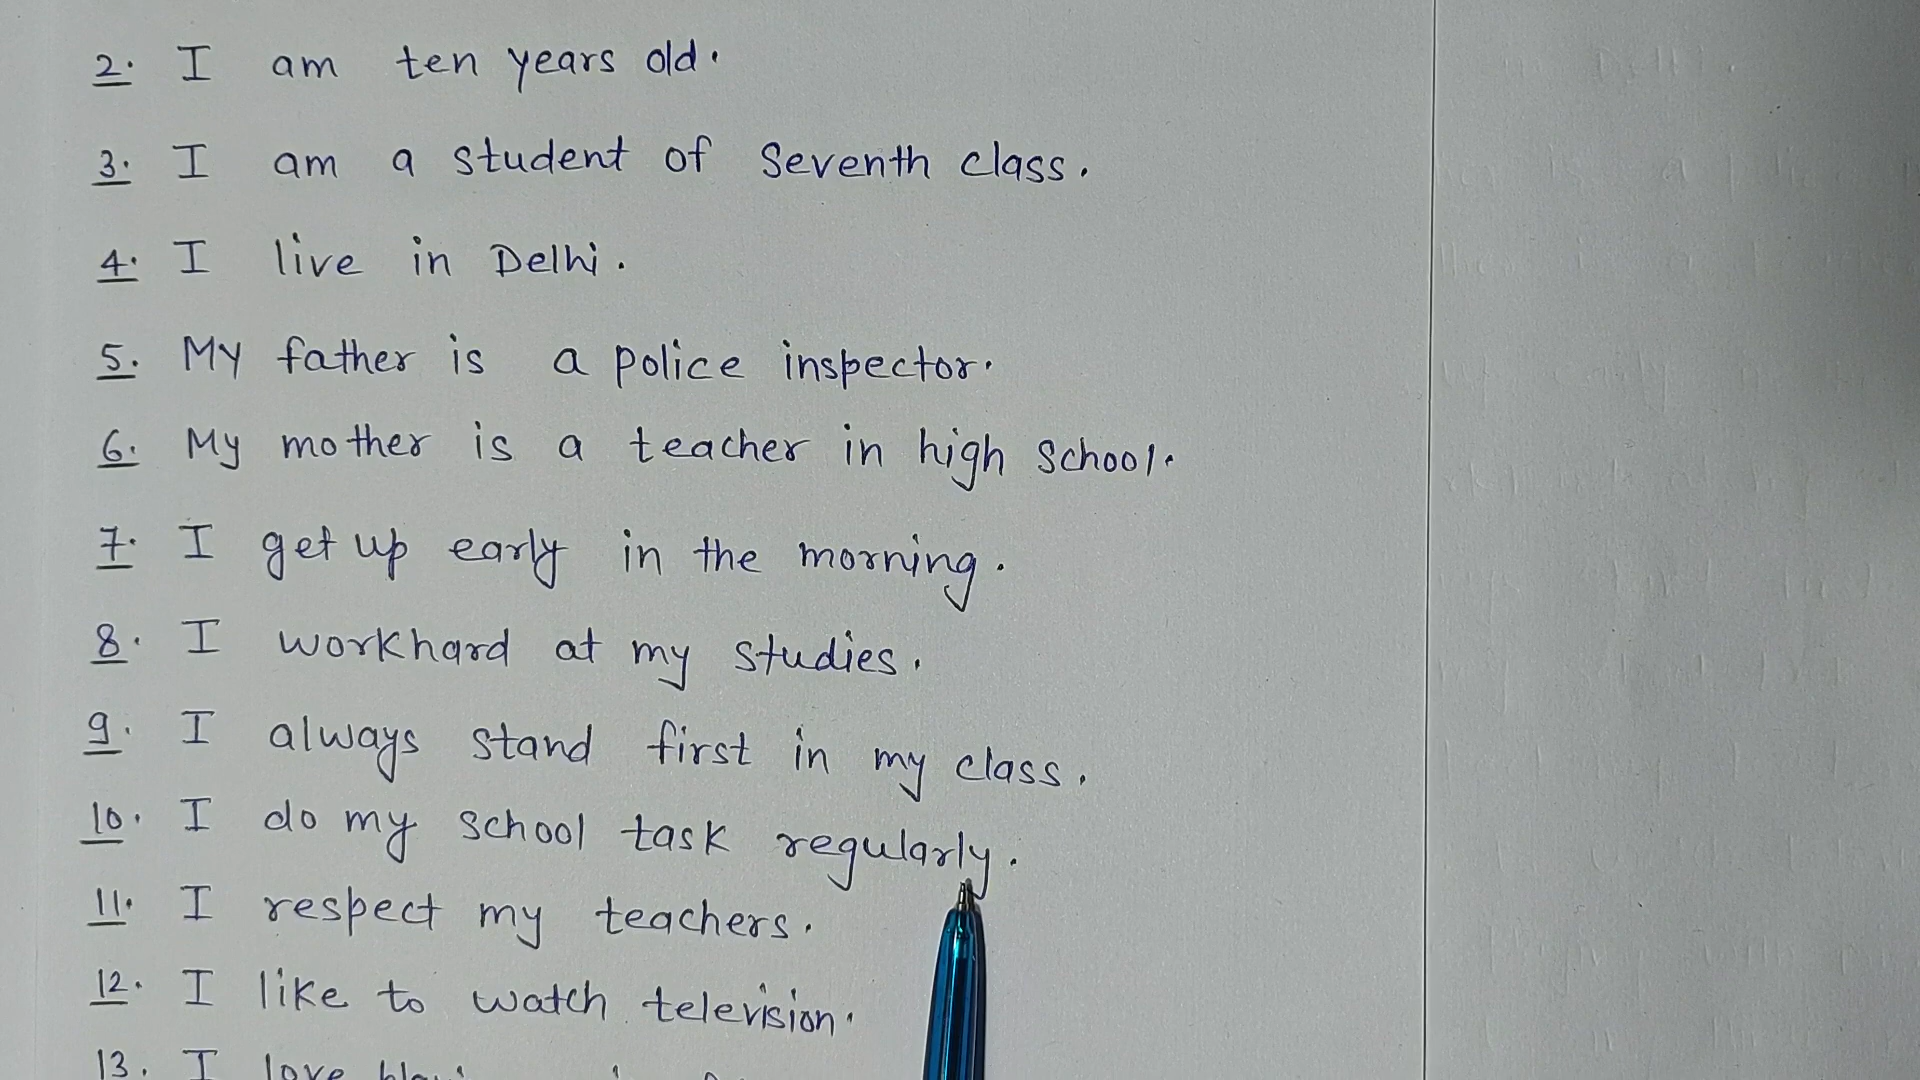 2. I am ten years old.
3. I am a student of Seventh class.
4. I live in Delhi.
5. My father is a police inspector.
6. My mother is a teacher in high School.
7. I get up early in the morning.
8. I workhard at my studies.
9. I always stand first in my class.
10. I do my school task regularly.
11. I respect my teachers.
12. I like to watch television.
13. I love